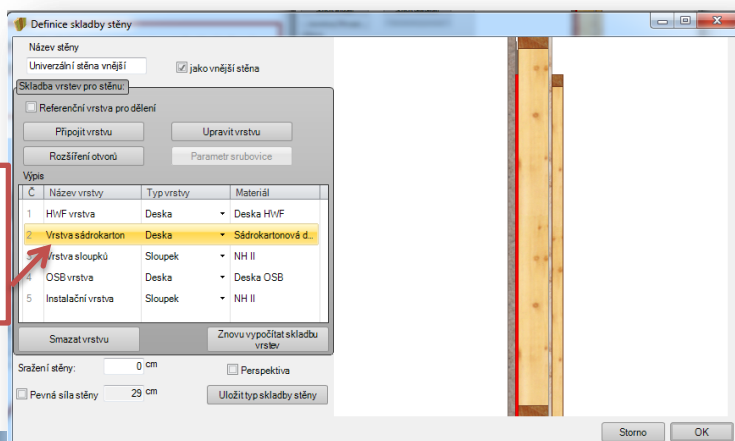 Definice skladby stěny
Název stěny
Univerzální stěna vnější
jako vnější stěna
Skladba vrstev pro stěnu:
Referenční vrstva pro dělení
Připojit vrstvu Upravit vrstvu
Rozšíření otvorů Parametr srubovice
Výpis
Č Název vrstvy Typ vrstvy Materiál
1 HWF vrstva Deska Deska HWF
2 Vrstva sádrokarton Deska Sádrokartonová d...
3 Vrstva sloupků Sloupek NH II
4 OSB vrstva Deska Deska OSB
5 Instalační vrstva Sloupek NH II
Smazat vrstvu Znovu vypočítat skladbu
vrstev
Sražení stěny: 0 cm Perspektiva
Pevná síla stěny 29 cm Uložit typ skladby stěny
Storno OK